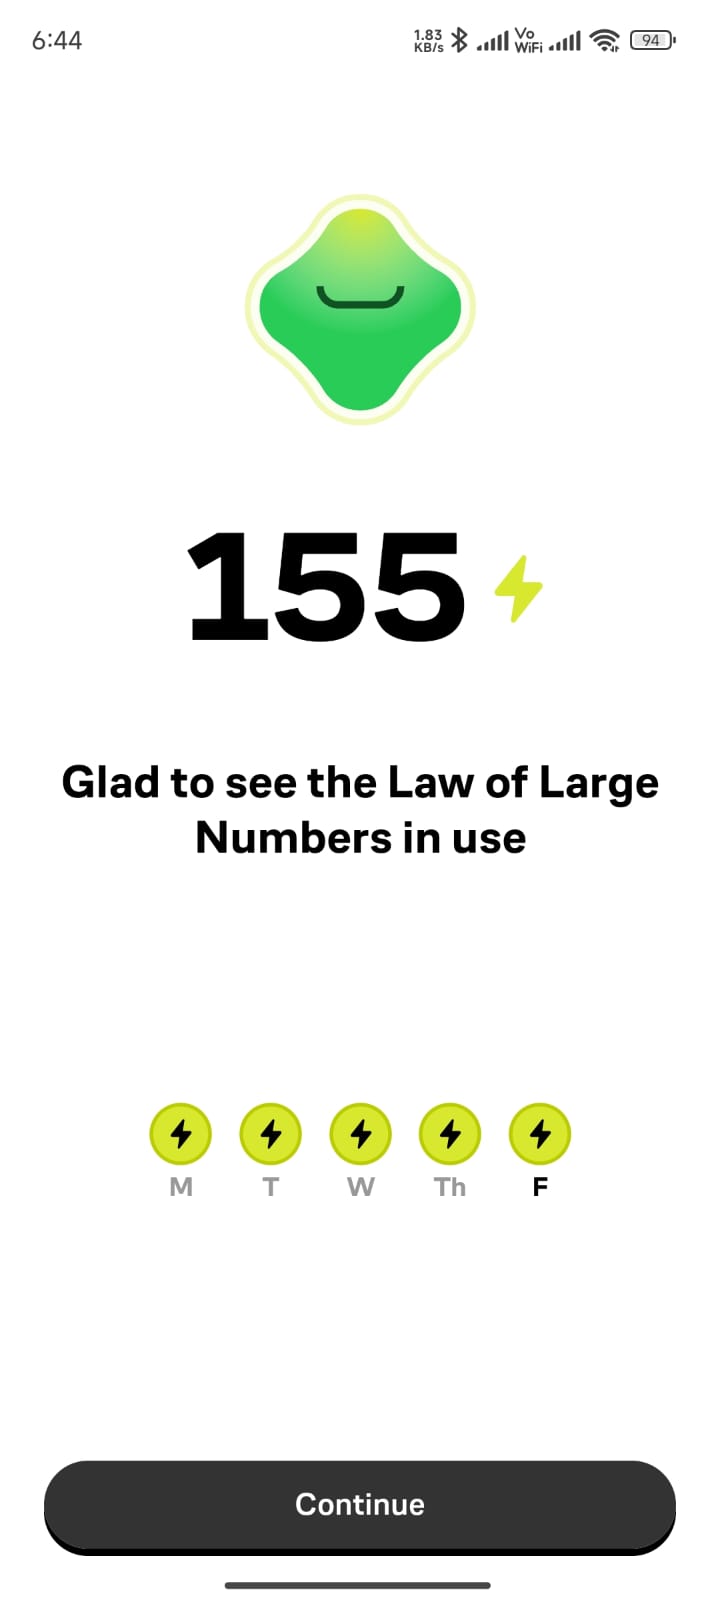 6:44
1.83
KB/s
Vo
WiFi
94
155
Glad to see the Law of Large
Numbers in use
M T W Th F
Continue